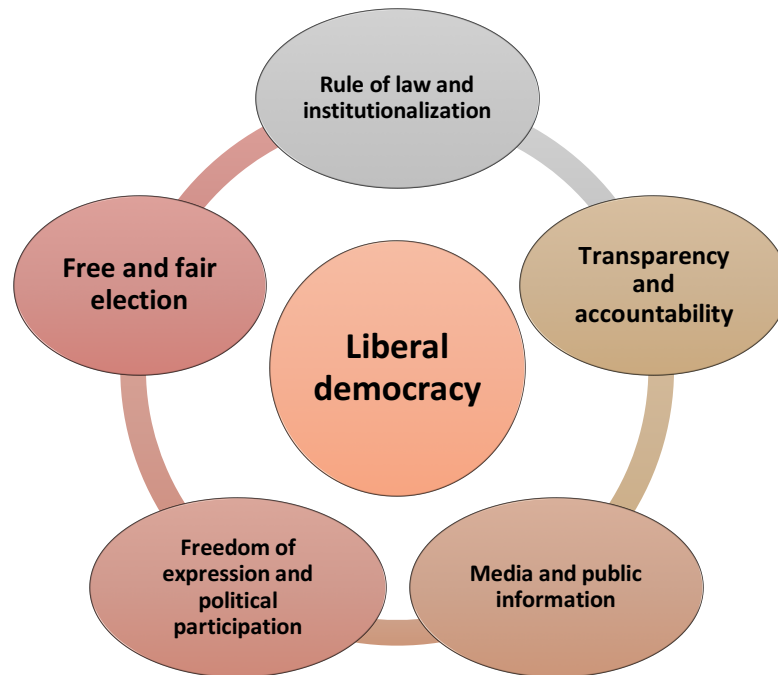 Rule of law and
institutionalization
Transparency
and
accountability
Media and public
information
Freedom of
expression and
political
participation
Free and fair
election
Liberal
democracy